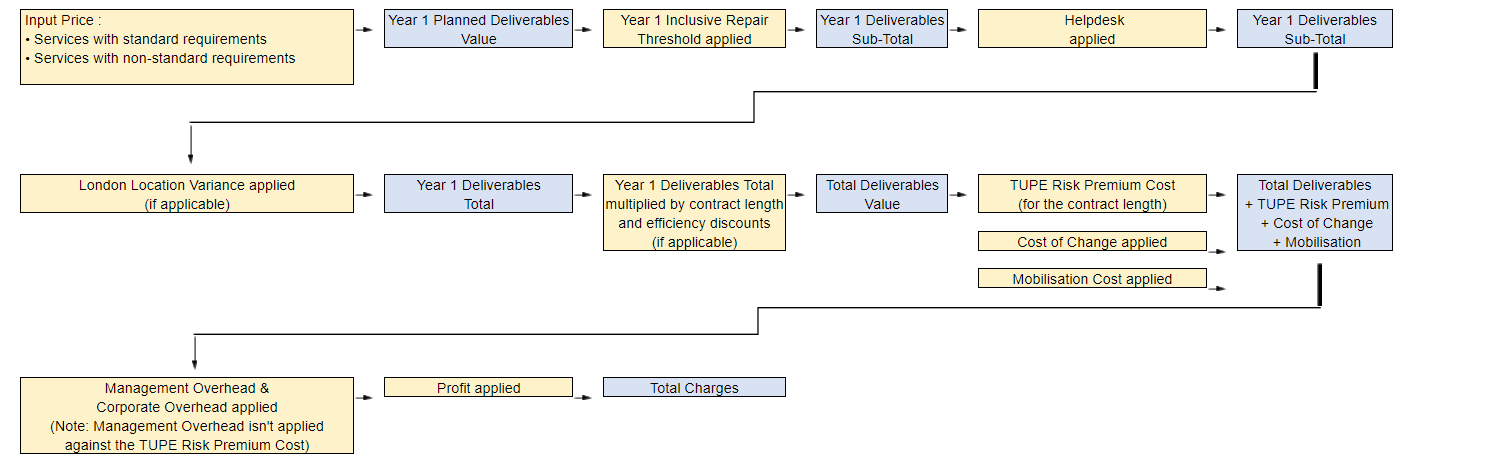 Input Price :
• Services with standard requirements
• Services with non-standard requirements
Year 1 Planned Deliverables
Value
Year 1 Inclusive Repair
Threshold applied
Year 1 Deliverables
Sub-Total
Helpdesk
applied
Year 1 Deliverables
Sub-Total
London Location Variance applied
(if applicable)
Year 1 Deliverables
Total
Year 1 Deliverables Total
multiplied by contract length
and efficiency discounts
(if applicable)
Total Deliverables
Value
TUPE Risk Premium Cost
(for the contract length)
Cost of Change applied
Mobilisation Cost applied
Total Deliverables
+ TUPE Risk Premium
+ Cost of Change
+ Mobilisation
Management Overhead &
Corporate Overhead applied
(Note: Management Overhead isn't applied
against the TUPE Risk Premium Cost)
Profit applied
Total Charges